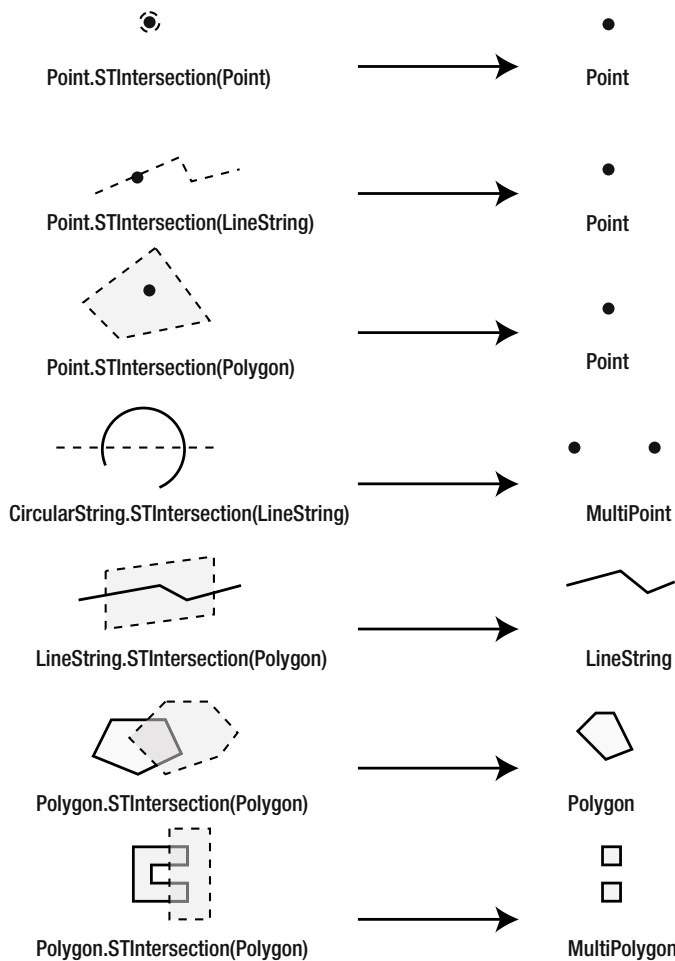 Point.STIntersection(Point)
Point
Point.STIntersection(LineString)
Point
Point.STIntersection(Polygon)
Point
CircularString.STIntersection(LineString)
MultiPoint
LineString.STIntersection(Polygon)
LineString
Polygon.STIntersection(Polygon)
Polygon
Polygon.STIntersection(Polygon)
MultiPolygon